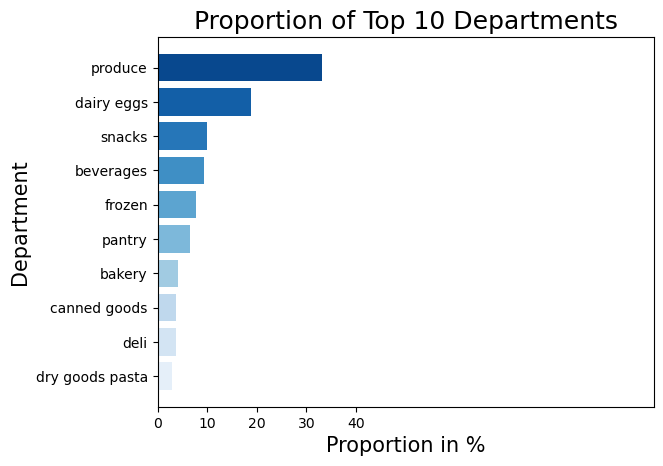 Proportion of Top 10 Departments
Department
produce
dairy eggs
snacks
beverages
frozen
pantry
bakery
canned goods
deli
dry goods pasta
0 10 20 30 40
Proportion in %